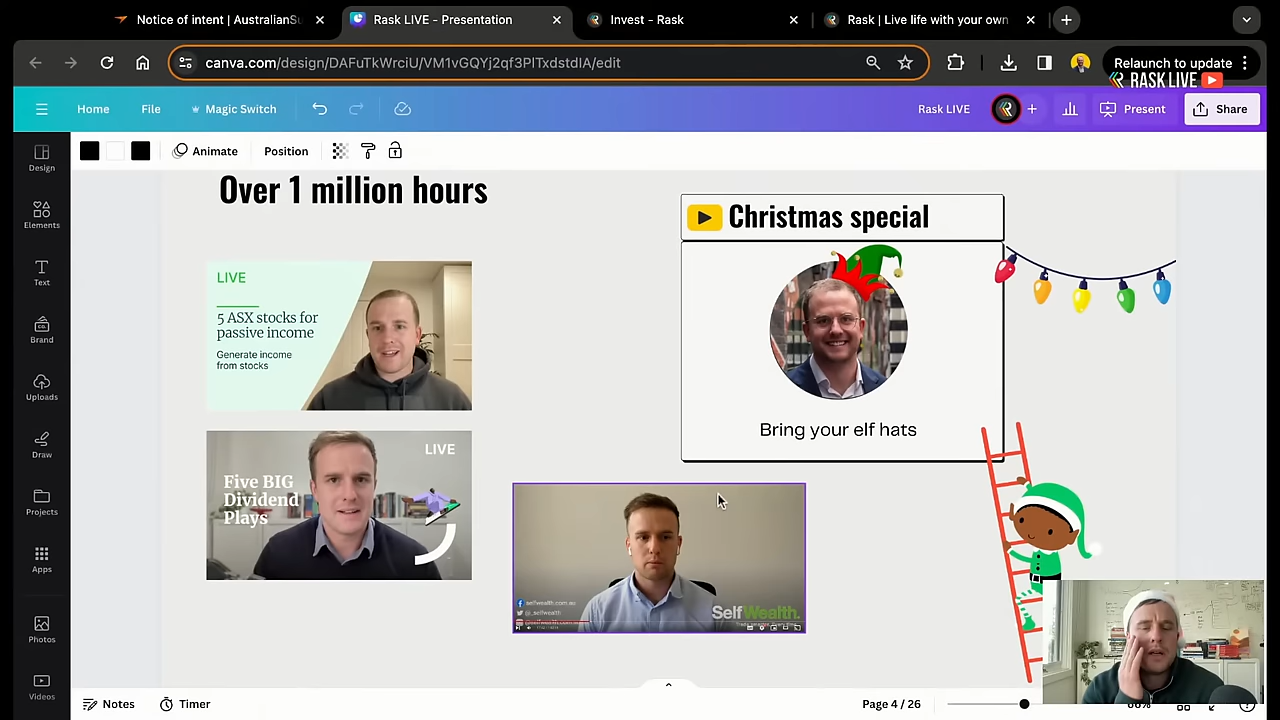 Notice of intent | AustralianSu
Rask LIVE - Presentation
Invest - Rask
Rask | Live life with your own
canva.com/design/DAFuTkWrciU/VM1vGQYj2qf3PlTxdstdIA/edit
Relaunch to update
RASK LIVE
Home
File
Magic Switch
Rask LIVE
Present
Share
Animate
Position
Design
Elements
Text
Brand
Uploads
Draw
Projects
Apps
Photos
Videos
Over 1 million hours
Christmas special
Bring your elf hats
LIVE
5 ASX stocks for
passive income
Generate income
from stocks
LIVE
Five BIG
Dividend
Plays
selfwealth.com.au
@_selfwealth
SelfWealth.
Notes
Timer
Page 4 / 26